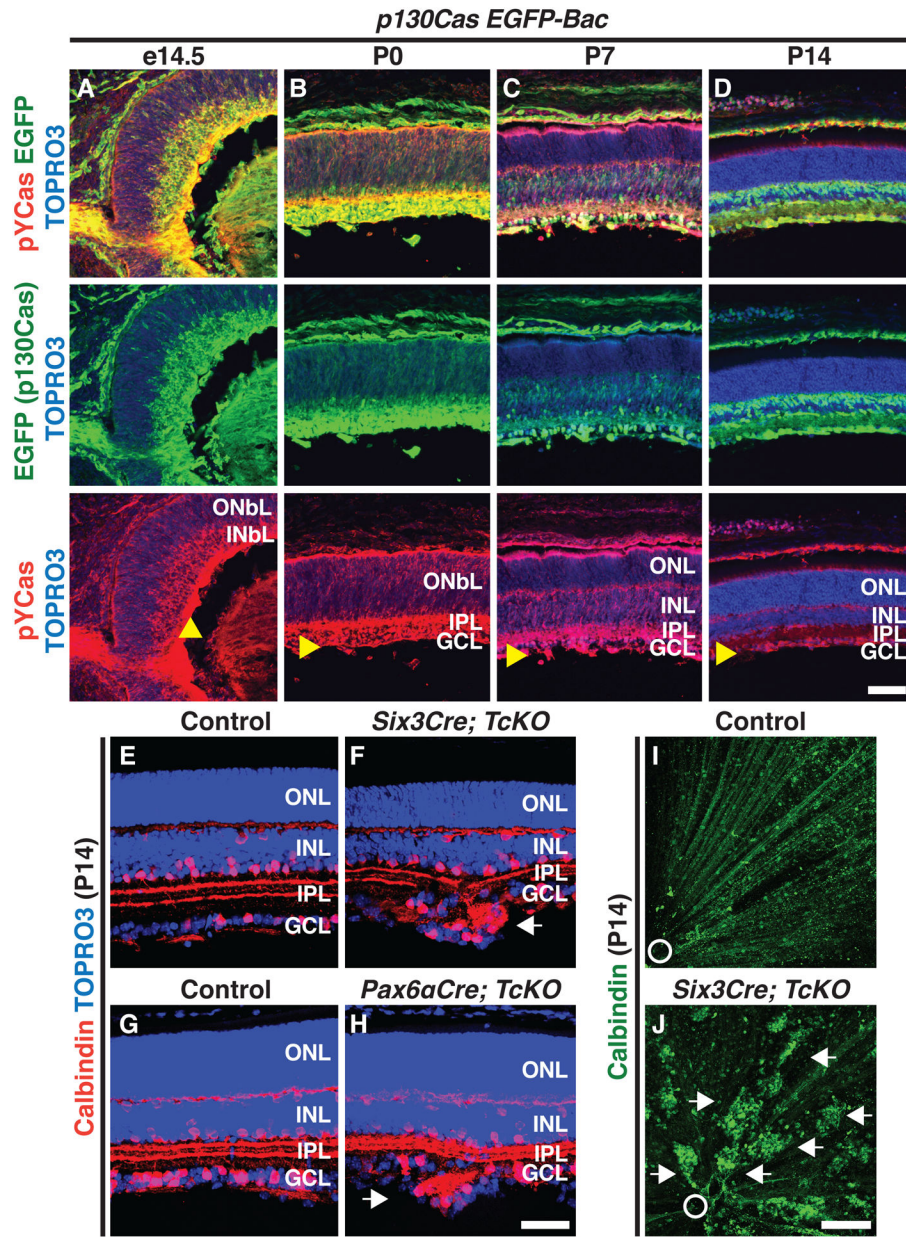 p130Cas EGFP-Bac
e14.5 P0 P7 P14
pYCas EGFP
TOPRO3
A B C D
EGFP (p130Cas)
TOPRO3
pYCas
TOPRO3
ONbL
INbL
ONbL
IPL
GCL
ONL
INL
IPL
GCL
ONL
INL
IPL
GCL
Control Six3Cre; TcKO Control
Calbindin TOPRO3 (P14)
E
ONL
INL
IPL
GCL
F
ONL
INL
IPL
GCL
Calbindin (P14)
I
Control Pax6αCre; TcKO Six3Cre; TcKO
G
ONL
INL
IPL
GCL
H
ONL
INL
IPL
GCL
J